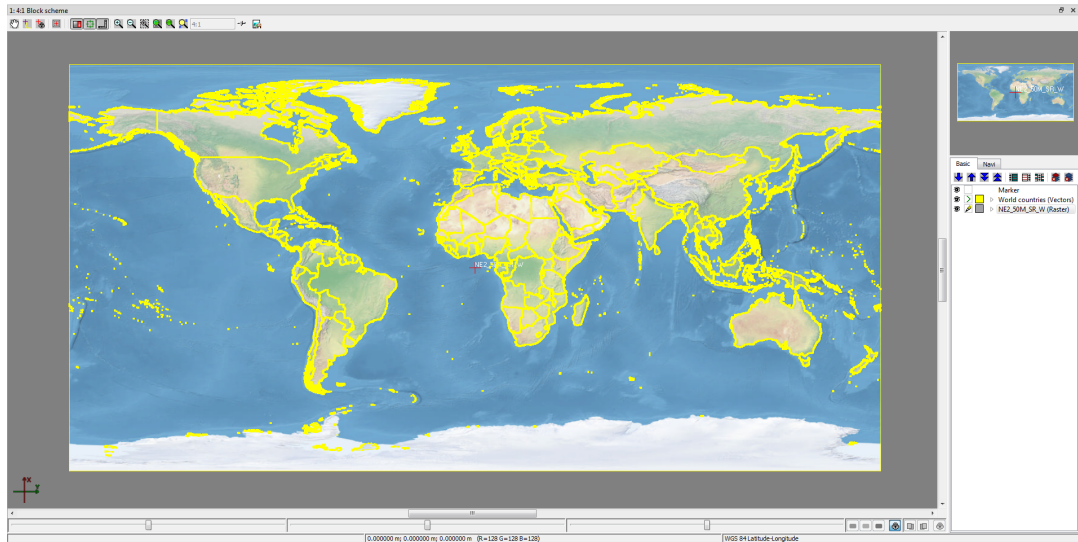 1: 4:1 Block scheme
4:1
NE2_50M_SR_W
Basic
Navi
Marker
World countries (Vectors)
NE2_50M_SR_W (Raster)
X
Y
0.000000 m; 0.000000 m; 0.000000 m (R=128 G=128 B=128)
WGS 84 Latitude-Longitude